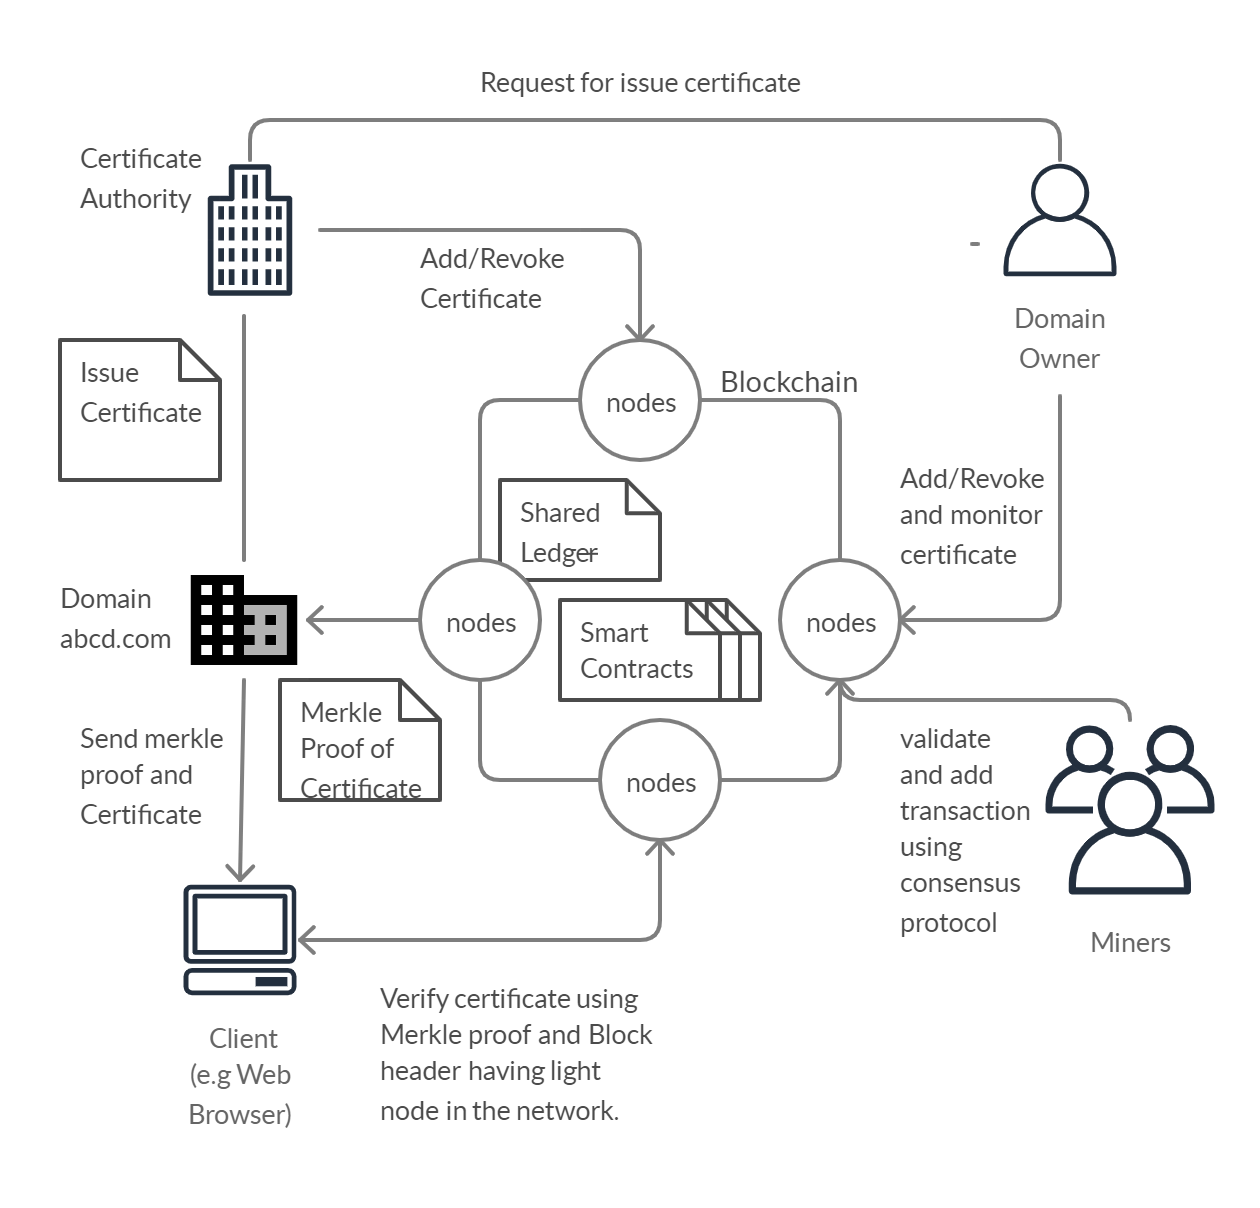 Request for issue certificate
Certificate
Authority
Add/Revoke
Certificate
Domain
Owner
Issue
Certificate
Blockchain
nodes
Add/Revoke
and monitor
certificate
Shared
Ledger
Domain
abcd.com
nodes
Smart
Contracts
nodes
Merkle
Proof of
Certificate
Send merkle
proof and
Certificate
nodes
validate
and add
transaction
using
consensus
protocol
Miners
Client
(e.g Web
Browser)
Verify certificate using
Merkle proof and Block
header having light
node in the network.